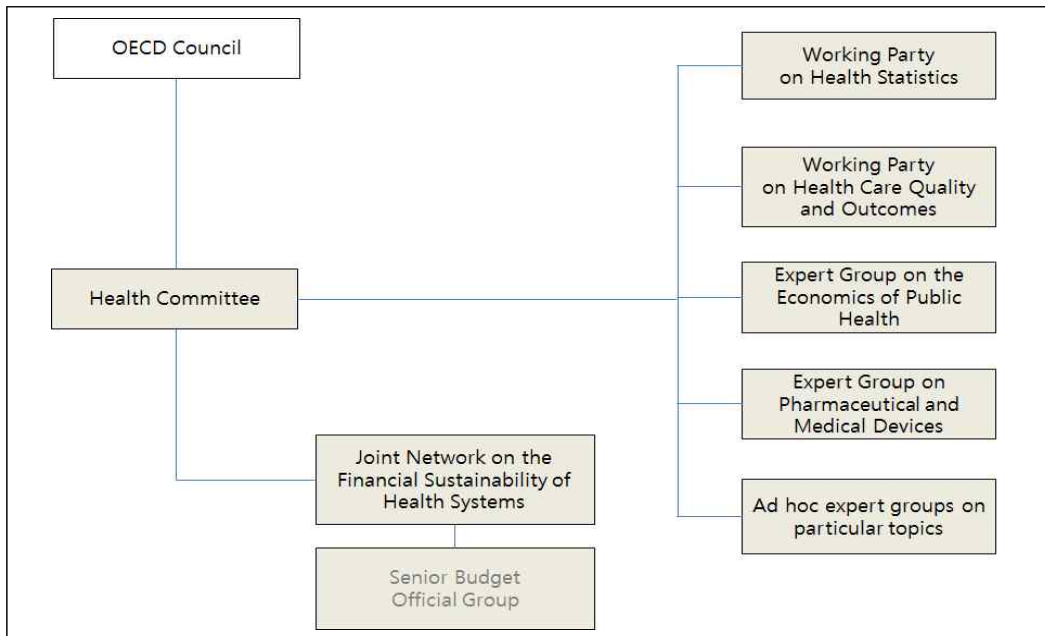 OECD Council
Health Committee
Joint Network on the
Financial Sustainability of
Health Systems
Senior Budget
Official Group
Working Party
on Health Statistics
Working Party
on Health Care Quality
and Outcomes
Expert Group on the
Economics of Public
Health
Expert Group on
Pharmaceutical and
Medical Devices
Ad hoc expert groups on
particular topics